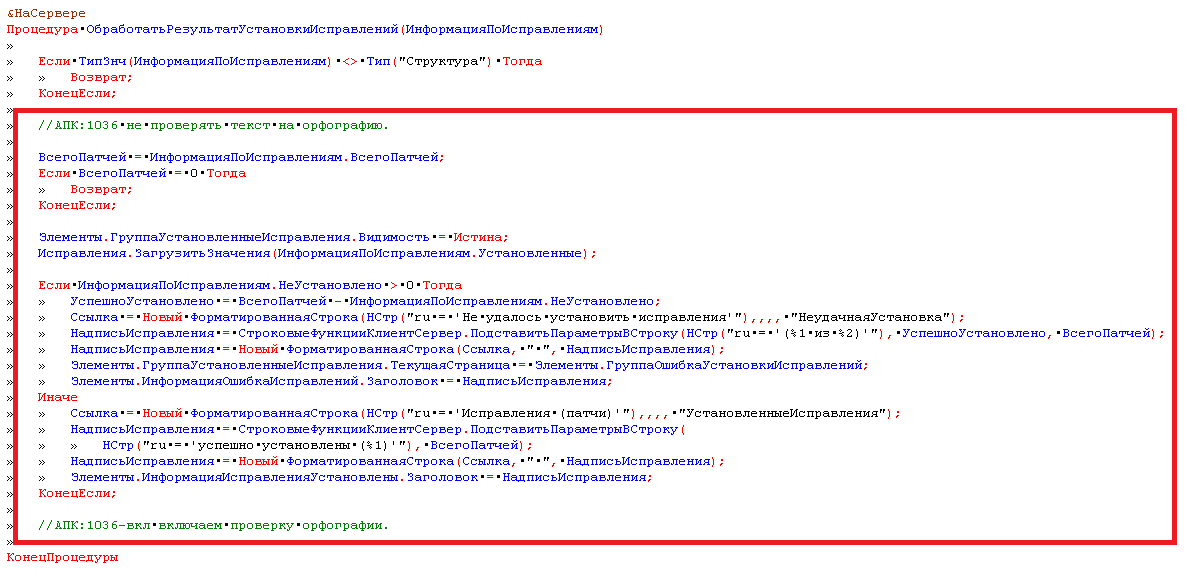 &НаСервере
Процедура•ОбработатьРезультатУстановкиИсправлений(ИнформацияПоИсправлениям)
»
»   Если•ТипЗнч(ИнформацияПоИсправлениям)•<>•Тип("Структура")•Тогда
»   »   Возврат;
»   КонецЕсли;
»
»   //АПК:1036•не•проверять•текст•на•орфографию.
»
»   ВсегоПатчей•=•ИнформацияПоИсправлениям.ВсегоПатчей;
»   Если•ВсегоПатчей•=•0•Тогда
»   »   Возврат;
»   КонецЕсли;
»
»   Элементы.ГруппаУстановленныеИсправления.Видимость•=•Истина;
»   Исправления.ЗагрузитьЗначения(ИнформацияПоИсправлениям.Установленные);
»
»   Если•ИнформацияПоИсправлениям.НеУстановлено•>•0•Тогда
»   »   УспешноУстановлено•=•ВсегоПатчей•-•ИнформацияПоИсправлениям.НеУстановлено;
»   »   Ссылка•=•Новый•ФорматированнаяСтрока(НСтр("ru•=•'Не•удалось•установить•исправления'"),,,,•"НеудачнаяУстановка");
»   »   НадписьИсправления•=•СтроковыеФункцииКлиентСервер.ПодставитьПараметрыВСтроку(НСтр("ru•=•'(%1•из•%2)'"),•УспешноУстановлено,•ВсегоПатчей);
»   »   НадписьИсправления•=•Новый•ФорматированнаяСтрока(Ссылка,•"•",•НадписьИсправления);
»   »   Элементы.ГруппаУстановленныеИсправления.ТекущаяСтраница•=•Элементы.ГруппаОшибкаУстановкиИсправлений;
»   »   Элементы.ИнформацияОшибкаИсправлений.Заголовок•=•НадписьИсправления;
»   Иначе
»   »   Ссылка•=•Новый•ФорматированнаяСтрока(НСтр("ru•=•'Исправления•(патчи)'"),,,,•"УстановленныеИсправления");
»   »   НадписьИсправления•=•СтроковыеФункцииКлиентСервер.ПодставитьПараметрыВСтроку(
»   »   »   НСтр("ru•=•'успешно•установлены•(%1)'"),•ВсегоПатчей);
»   »   НадписьИсправления•=•Новый•ФорматированнаяСтрока(Ссылка,•"•",•НадписьИсправления);
»   »   Элементы.ИнформацияИсправленияУстановлены.Заголовок•=•НадписьИсправления;
»   КонецЕсли;
»
»   //АПК:1036-вкл•включаем•проверку•орфографии.
»
КонецПроцедуры